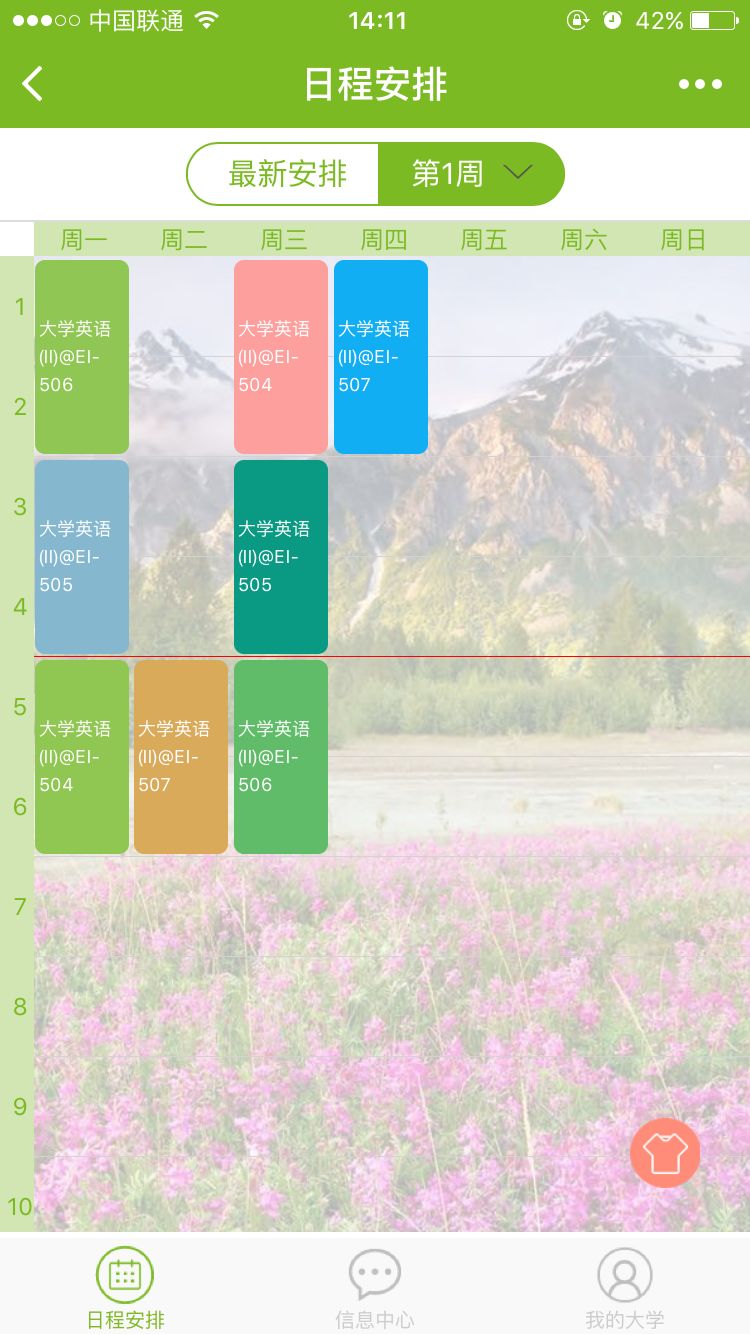 中国联通 14:11 42%
日程安排
最新安排 第1周
周一 周二 周三 周四 周五 周六 周日
1
大学英语
(II)@EI-
506
大学英语
(II)@EI-
504
大学英语
(II)@EI-
507
2
3
大学英语
(II)@EI-
505
大学英语
(II)@EI-
505
4
5
大学英语
(II)@EI-
504
大学英语
(II)@EI-
507
大学英语
(II)@EI-
506
6
7
8
9
10
日程安排 信息中心 我的大学